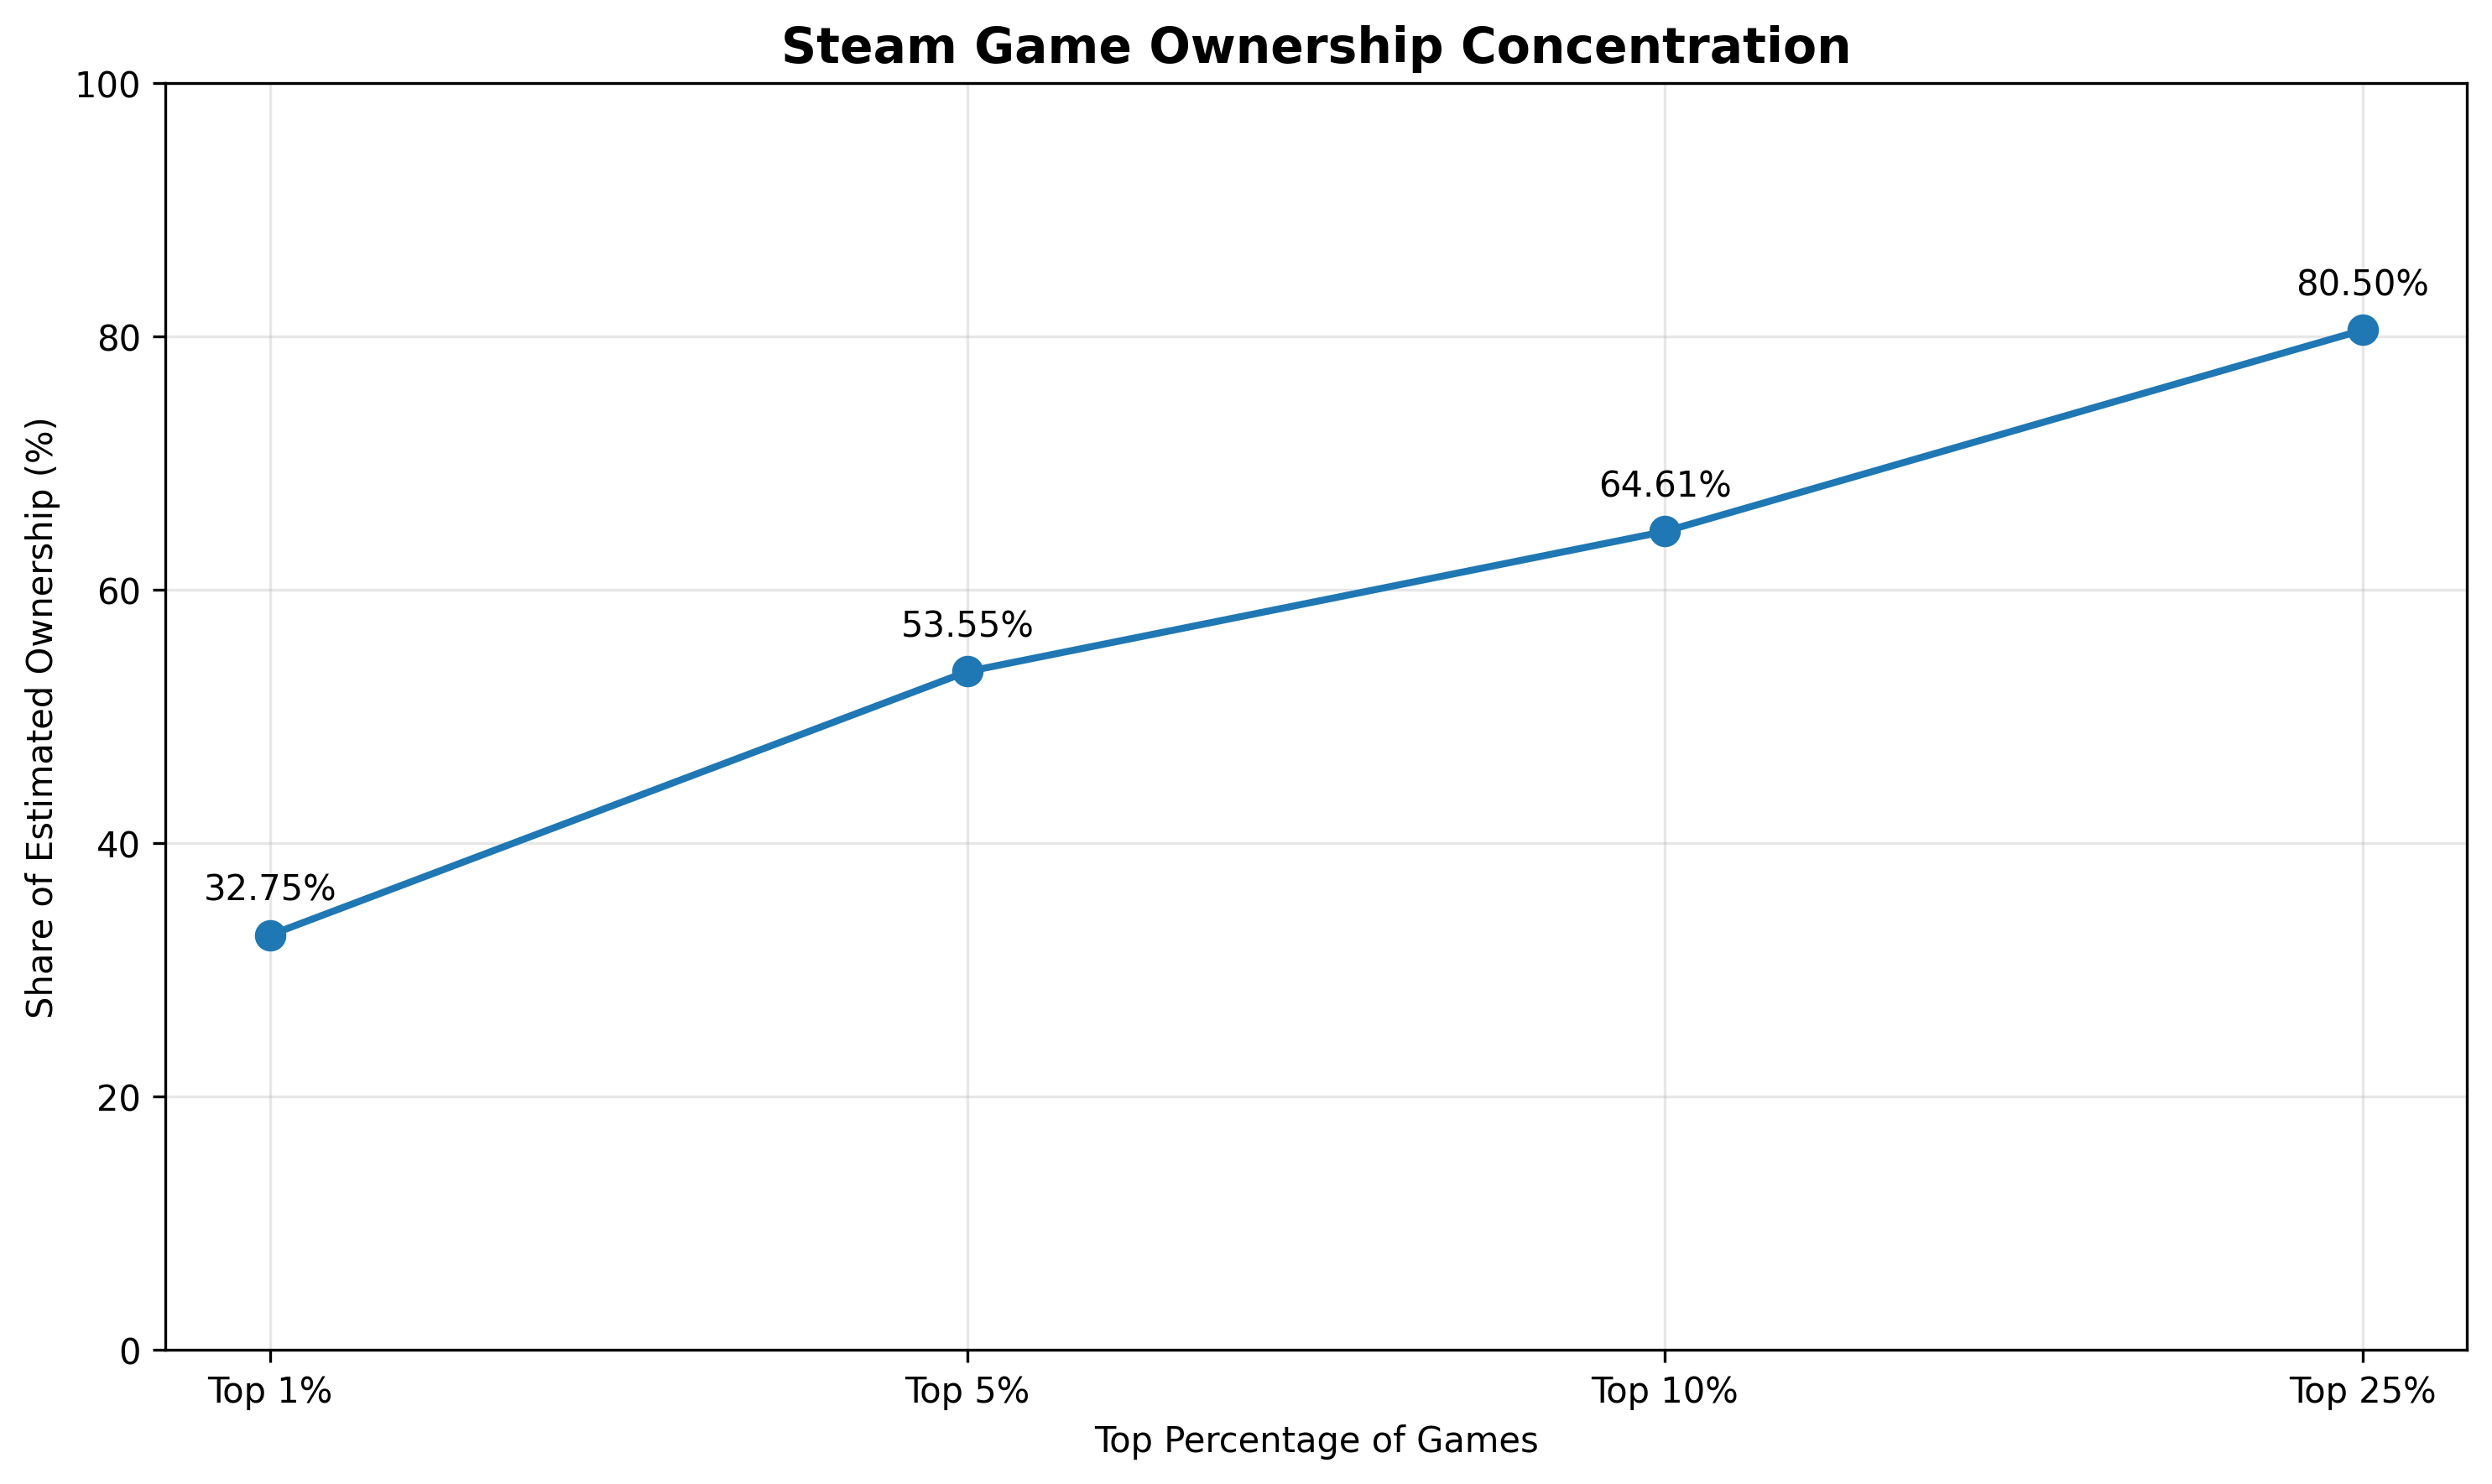 Steam Game Ownership Concentration
100
80
60
40
20
0
Share of Estimated Ownership (%)
32.75%
53.55%
64.61%
80.50%
Top 1%
Top 5%
Top 10%
Top 25%
Top Percentage of Games